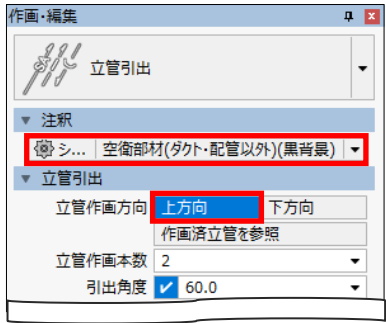 作画・編集
立管引出
注釈
シ... 空衛部材(ダクト・配管以外)(黒背景)
立管引出
立管作画方向 上方向 下方向
作画済立管を参照
立管作画本数 2
引出角度 60.0